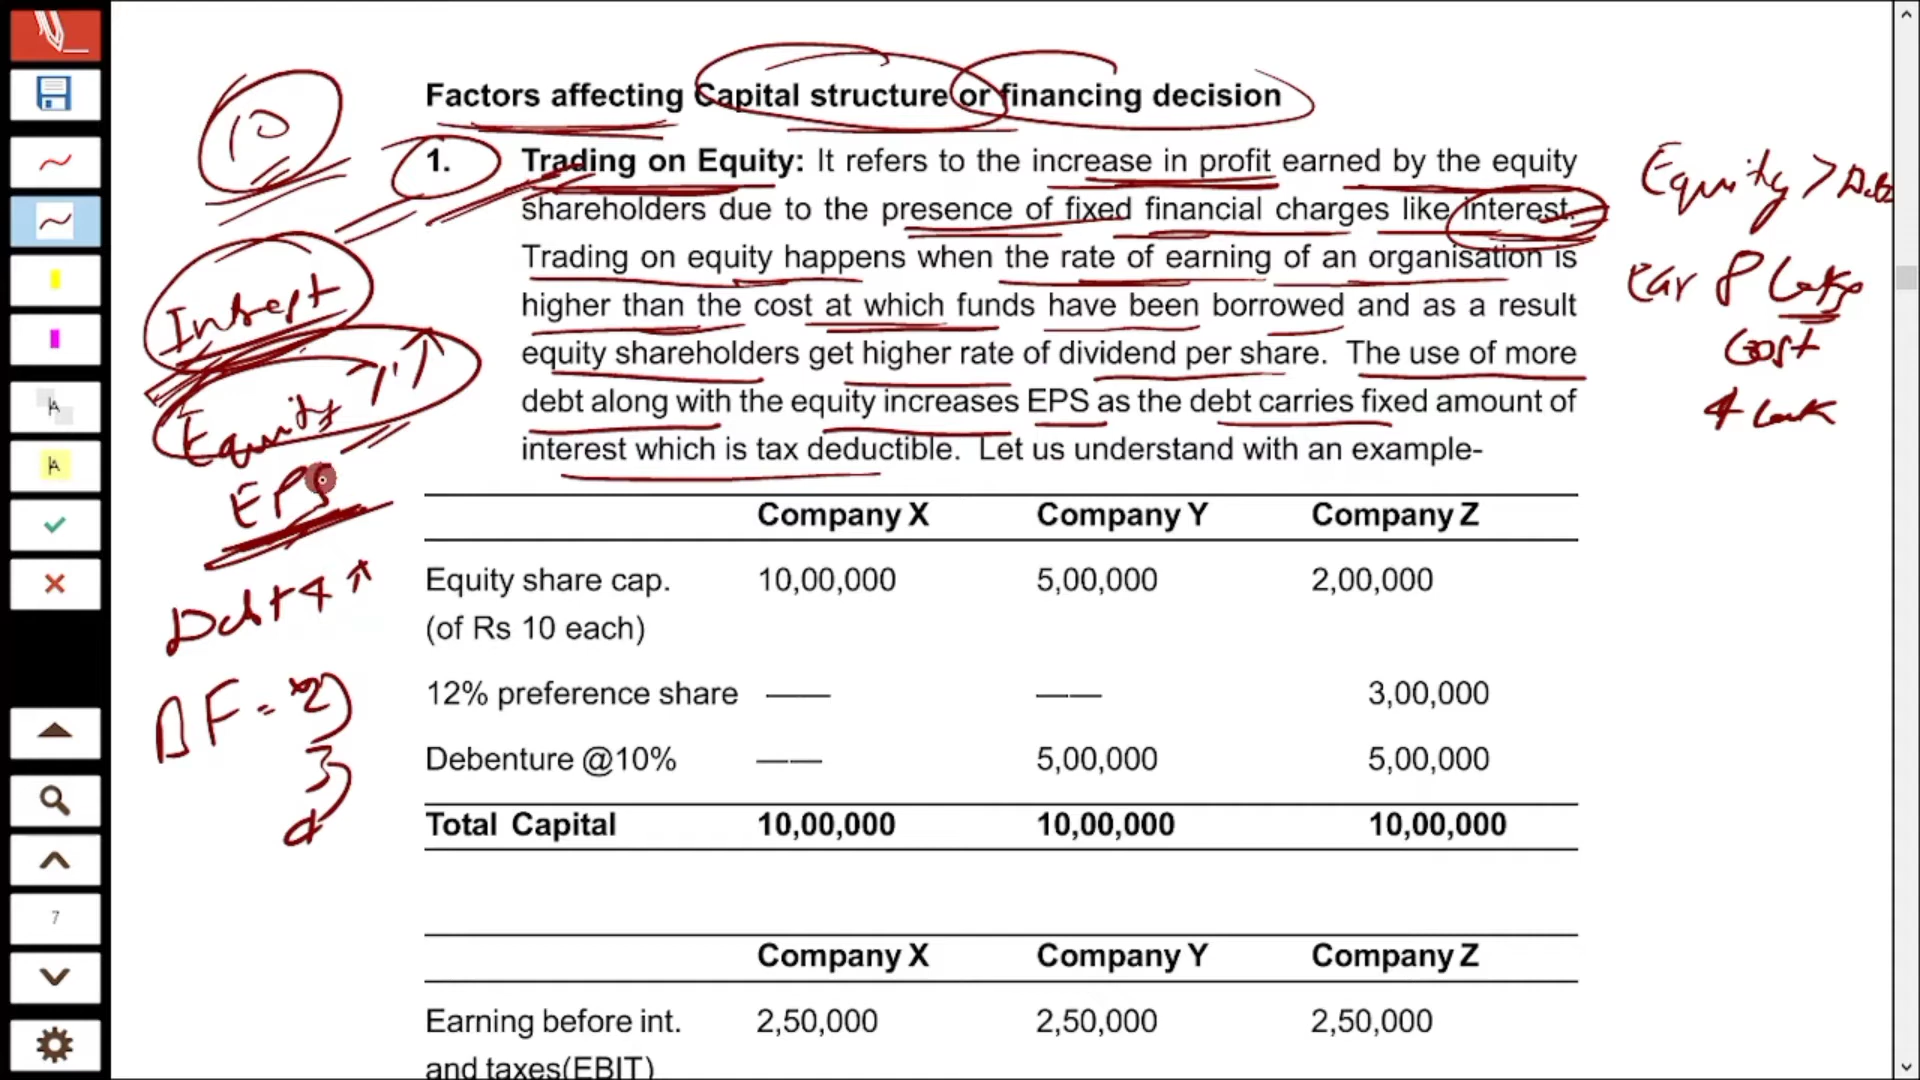 Factors affecting Capital structure or financing decision
10
1. Trading on Equity: It refers to the increase in profit earned by the equity
shareholders due to the presence of fixed financial charges like interest.
Trading on equity happens when the rate of earning of an organisation is
higher than the cost at which funds have been borrowed and as a result
equity shareholders get higher rate of dividend per share. The use of more
debt along with the equity increases EPS as the debt carries fixed amount of
interest which is tax deductible. Let us understand with an example-
Equity > Debt
Ear 8 Lakhs
Cost
4 Lakh
Equity ↑↑
EPS
Debt ↑
Company X Company Y Company Z
Equity share cap. 10,00,000 5,00,000 2,00,000
(of Rs 10 each)
12% preference share —— —— 3,00,000
Debenture @10% —— 5,00,000 5,00,000
Total Capital 10,00,000 10,00,000 10,00,000
Company X Company Y Company Z
Earning before int. 2,50,000 2,50,000 2,50,000
and taxes(EBIT)
7